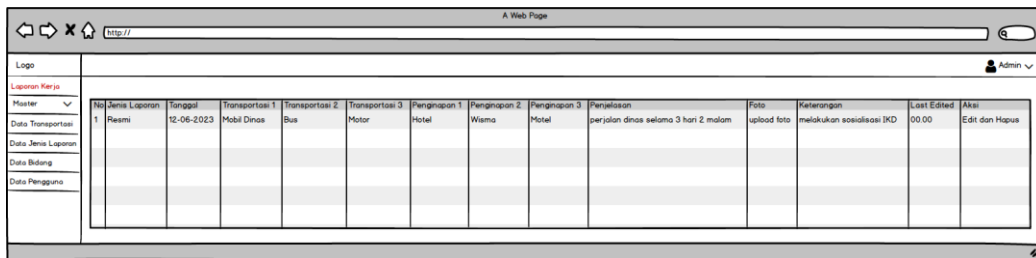 A Web Page
http://
Logo
Admin
Laporan Kerja
Master
Data Transportasi
Data Jenis Laporan
Data Bidang
Data Pengguna
No Jenis Laporan Tanggal Transportasi 1 Transportasi 2 Transportasi 3 Penginapan 1 Penginapan 2 Penginapan 3 Penjelasan Foto Keterangan Last Edited Aksi
1 Resmi 12-06-2023 Mobil Dinas Bus Motor Hotel Wisma Motel perjalan dinas selama 3 hari 2 malam upload foto melakukan sosialisasi IKD 00.00 Edit dan Hapus